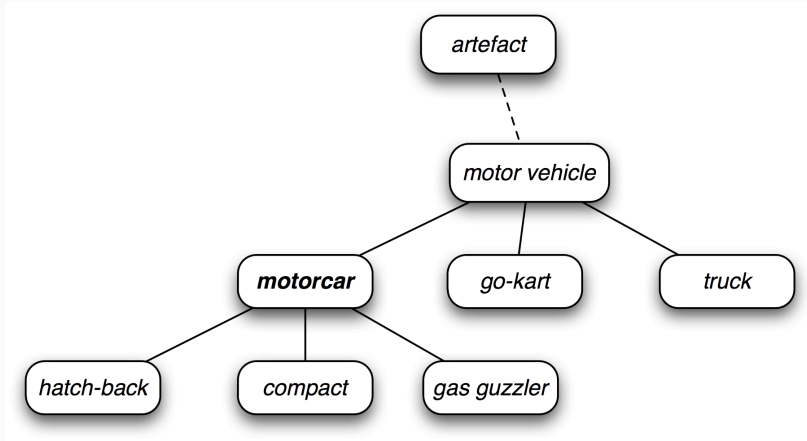 artefact
motor vehicle
motorcar
go-kart
truck
hatch-back
compact
gas guzzler